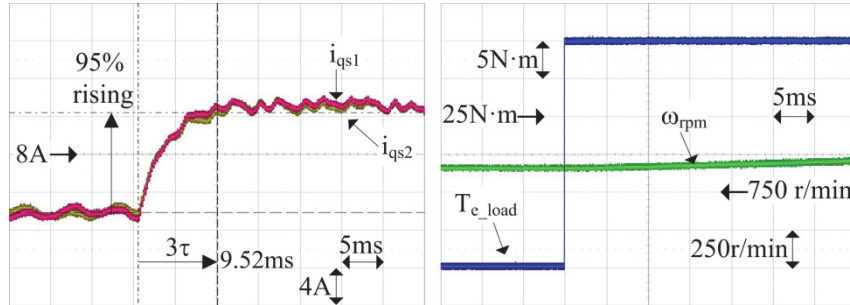 95%
rising
i_qs1
8A
i_qs2
3τ
9.52ms
5ms
4A
5N·m
25N·m
5ms
ω_rpm
750 r/min
T_e_load
250r/min